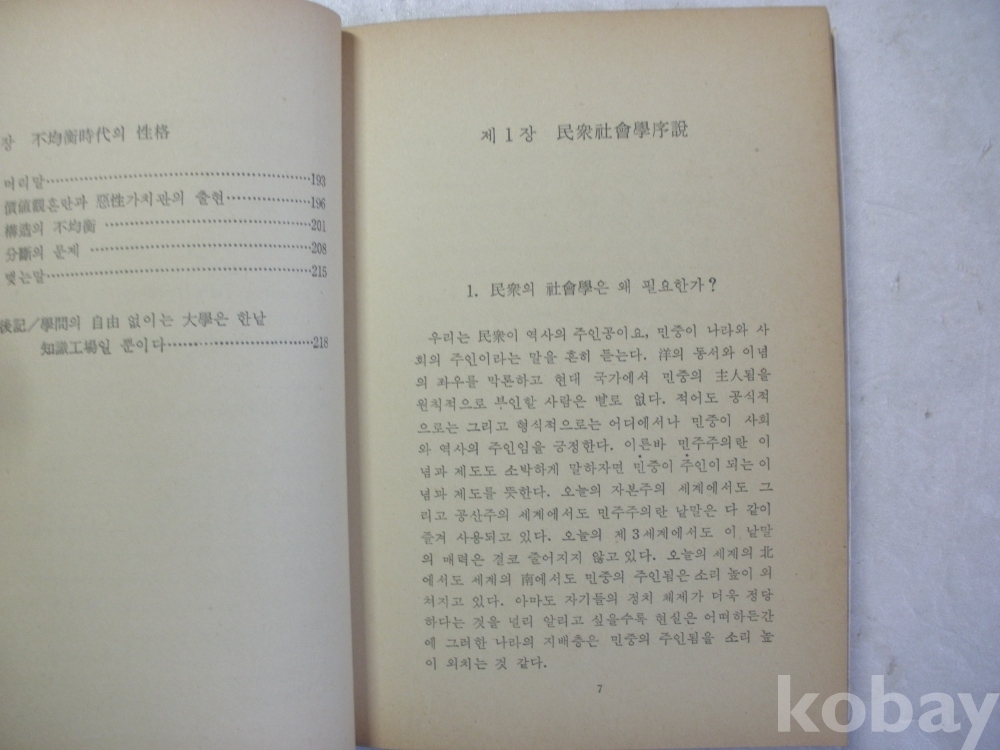 장 不均衡時代의 性格
머리말 193
價値觀혼란과 惡性가치관의 출현 196
構造의 不均衡 201
分斷의 문제 208
맺는말 215
後記/學問의 自由 없이는 大學은 한낱
知識工場일 뿐이다 218
제 1 장 民衆社會學序說
1. 民衆의 社會學은 왜 필요한가?
우리는 民衆이 역사의 주인공이요, 민중이 나라와 사
회의 주인이라는 말을 흔히 듣는다. 洋의 동서와 이념
의 좌우를 막론하고 현대 국가에서 민중의 主人됨을
원칙적으로 부인할 사람은 별로 없다. 적어도 공식적
으로는 그리고 형식적으로는 어디에서나 민중이 사회
와 역사의 주인임을 긍정한다. 이른바 민주주의란 이
념과 제도도 소박하게 말하자면 민중이 주인이 되는 이
념과 제도를 뜻한다. 오늘의 자본주의 세계에서도 그
리고 공산주의 세계에서도 민주주의란 낱말은 다 같이
즐겨 사용되고 있다. 오늘의 제 3 세계에서도 이 낱말
의 매력은 결코 줄어지지 않고 있다. 오늘의 세계의 北
에서도 세계의 南에서도 민중의 주인됨은 소리 높이 외
쳐지고 있다. 아마도 자기들의 정치 체제가 더욱 정당
하다는 것을 널리 알리고 싶을수록 현실은 어떠하든간
에 그러한 나라의 지배층은 민중의 주인됨을 소리 높
이 외치는 것 같다.
7
kobay